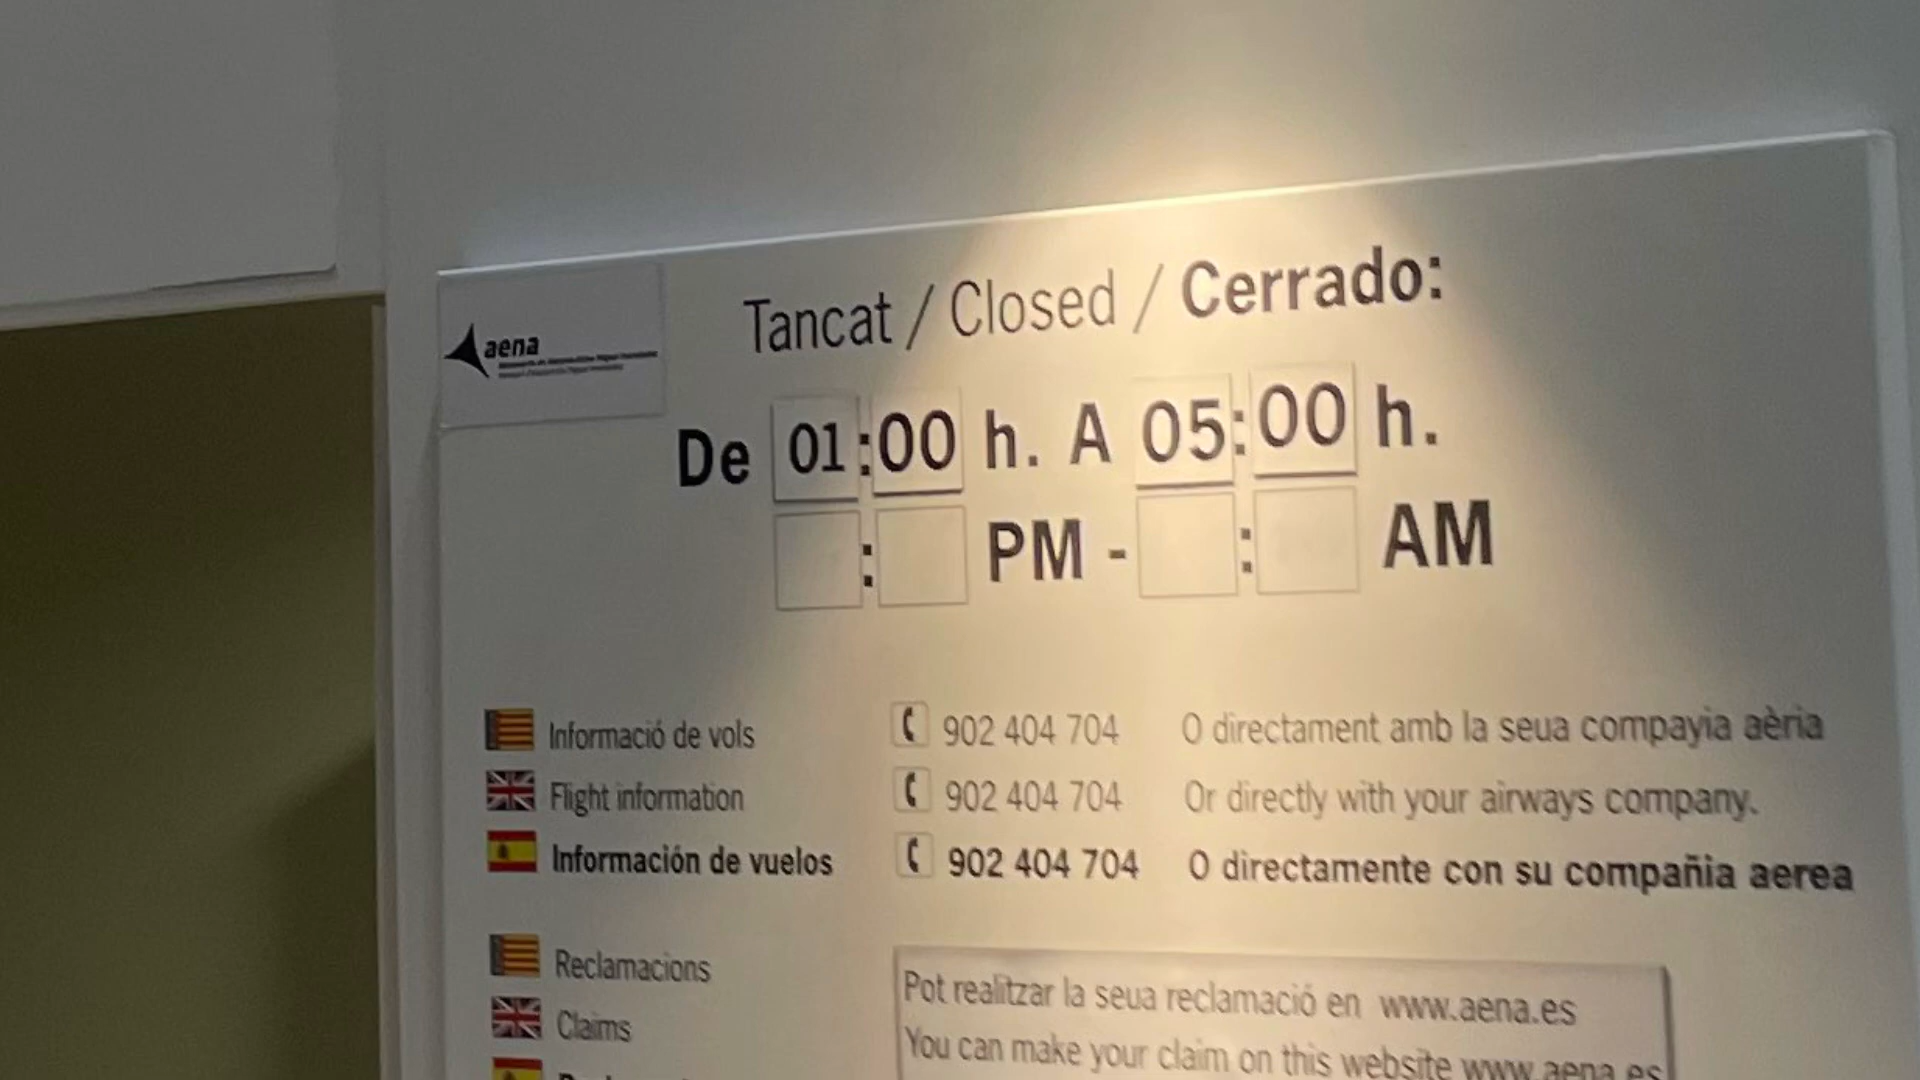 aena
Tancat / Closed / Cerrado:
De 01:00 h. A 05:00 h.
: PM - : AM
Informació de vols 902 404 704 O directament amb la seua compayia aèria
Flight information 902 404 704 Or directly with your airways company.
Información de vuelos 902 404 704 O directamente con su compañia aerea
Reclamacions
Claims
Pot realitzar la seua reclamació en www.aena.es
You can make your claim on this website www.aena.es